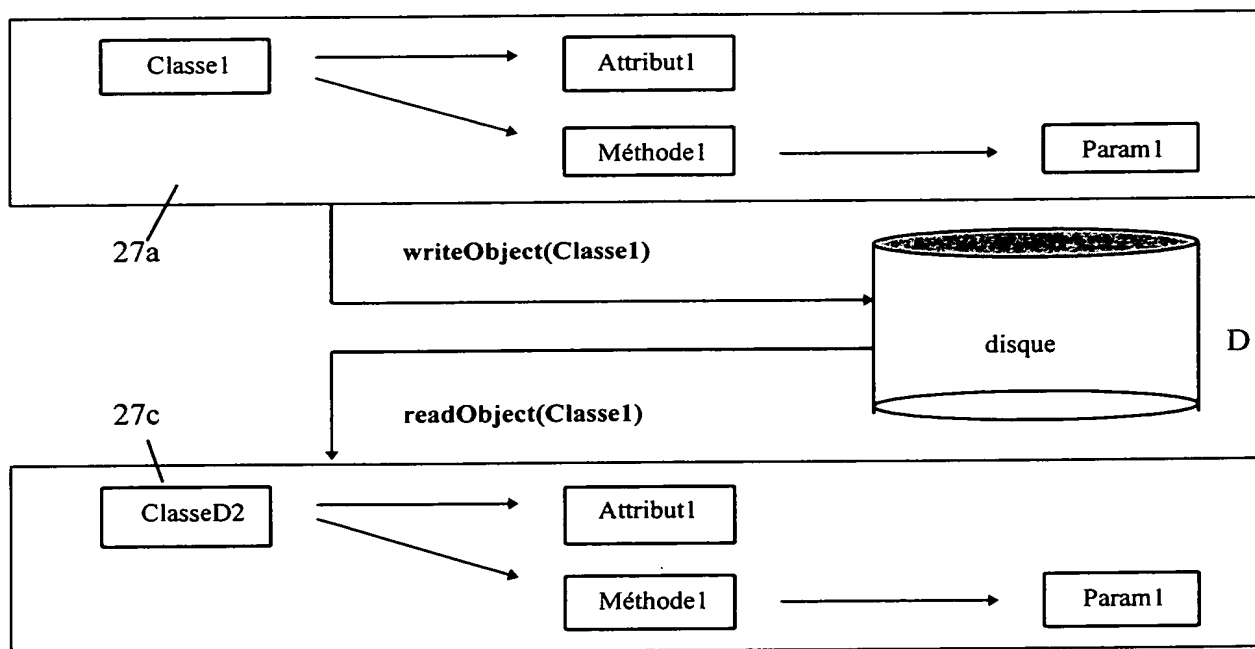 Classe1
Attribut1
Méthode1
Param1
27a
writeObject(Classe1)
disque
D
27c
readObject(Classe1)
ClasseD2
Attribut1
Méthode1
Param1